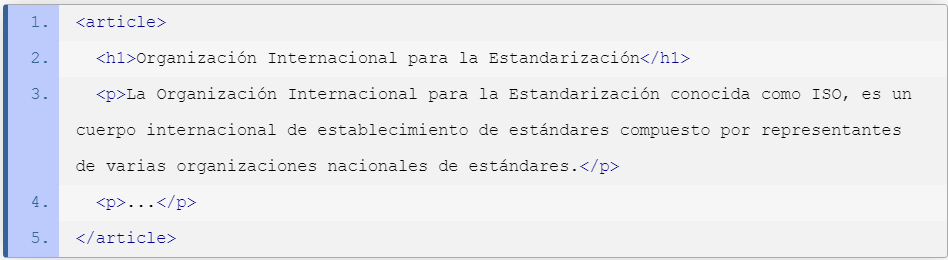 1. <article>
2.   <h1>Organización Internacional para la Estandarización</h1>
3.   <p>La Organización Internacional para la Estandarización conocida como ISO, es un
cuerpo internacional de establecimiento de estándares compuesto por representantes
de varias organizaciones nacionales de estándares.</p>
4.   <p>...</p>
5. </article>